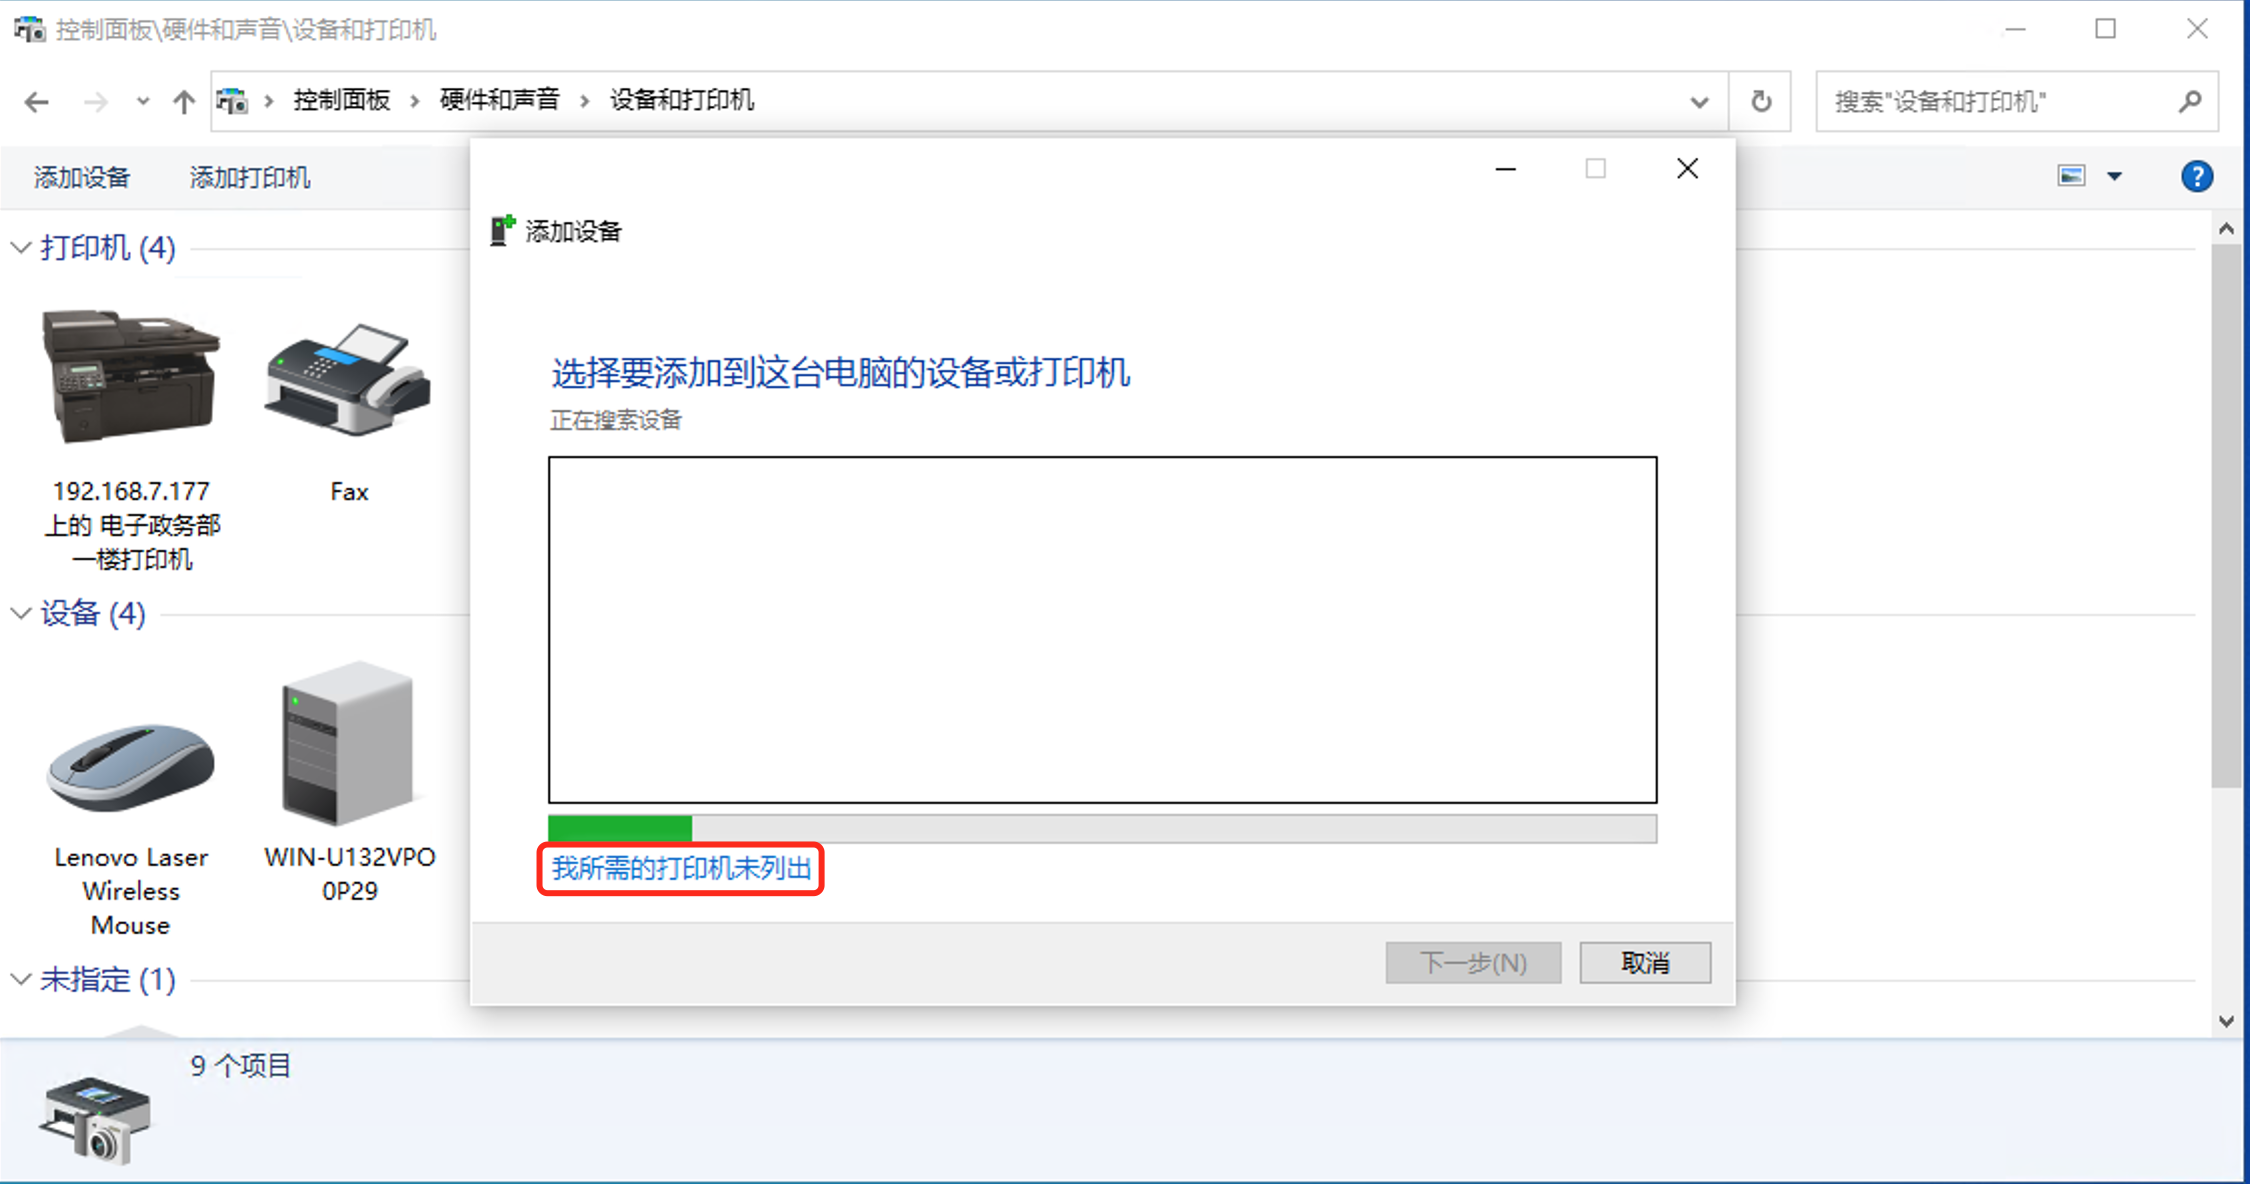 控制面板\硬件和声音\设备和打印机
控制面板 › 硬件和声音 › 设备和打印机
搜索"设备和打印机"
添加设备 添加打印机
打印机 (4)
192.168.7.177
上的 电子政务部
一楼打印机
Fax
设备 (4)
Lenovo Laser
Wireless
Mouse
WIN-U132VPO
0P29
未指定 (1)
9 个项目
添加设备
选择要添加到这台电脑的设备或打印机
正在搜索设备
我所需的打印机未列出
下一步(N) 取消